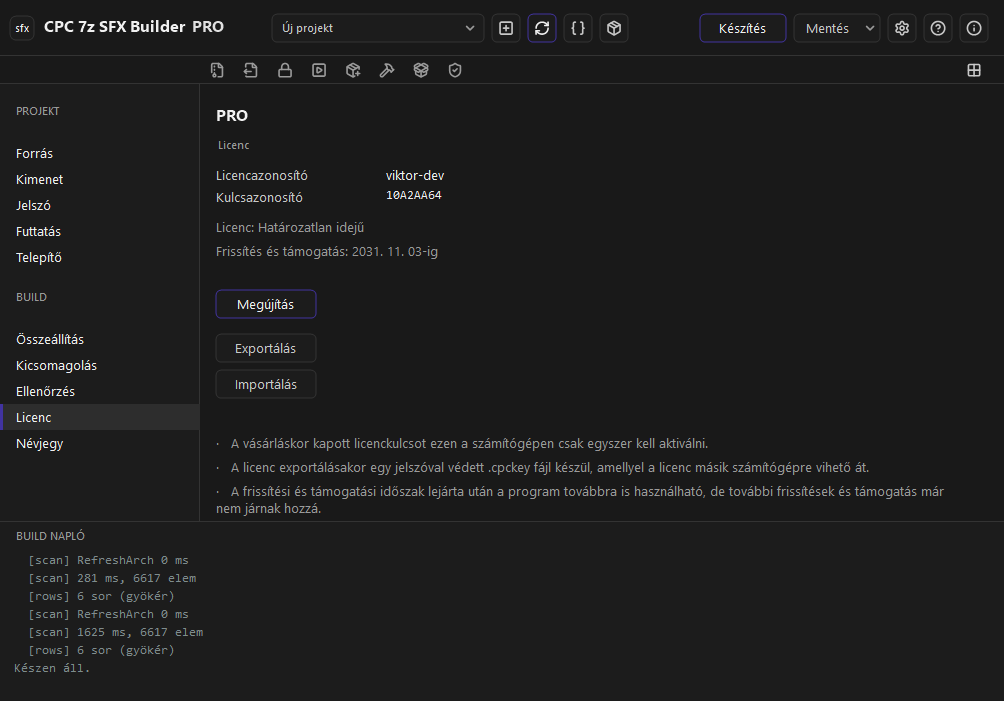 sfx CPC 7z SFX Builder PRO Új projekt { } Készítés Mentés
PROJEKT
Forrás
Kimenet
Jelszó
Futtatás
Telepítő
BUILD
Összeállítás
Kicsomagolás
Ellenőrzés
Licenc
Névjegy
PRO
Licenc
Licencazonosító viktor-dev
Kulcsazonosító 10A2AA64
Licenc: Határozatlan idejű
Frissítés és támogatás: 2031. 11. 03-ig
Megújítás
Exportálás
Importálás
· A vásárláskor kapott licenckulcsot ezen a számítógépen csak egyszer kell aktiválni.
· A licenc exportálásakor egy jelszóval védett .cpckey fájl készül, amellyel a licenc másik számítógépre vihető át.
· A frissítési és támogatási időszak lejárta után a program továbbra is használható, de további frissítések és támogatás már
nem járnak hozzá.
BUILD NAPLÓ
[scan] RefreshArch 0 ms
[scan] 281 ms, 6617 elem
[rows] 6 sor (gyökér)
[scan] RefreshArch 0 ms
[scan] 1625 ms, 6617 elem
[rows] 6 sor (gyökér)
Készen áll.